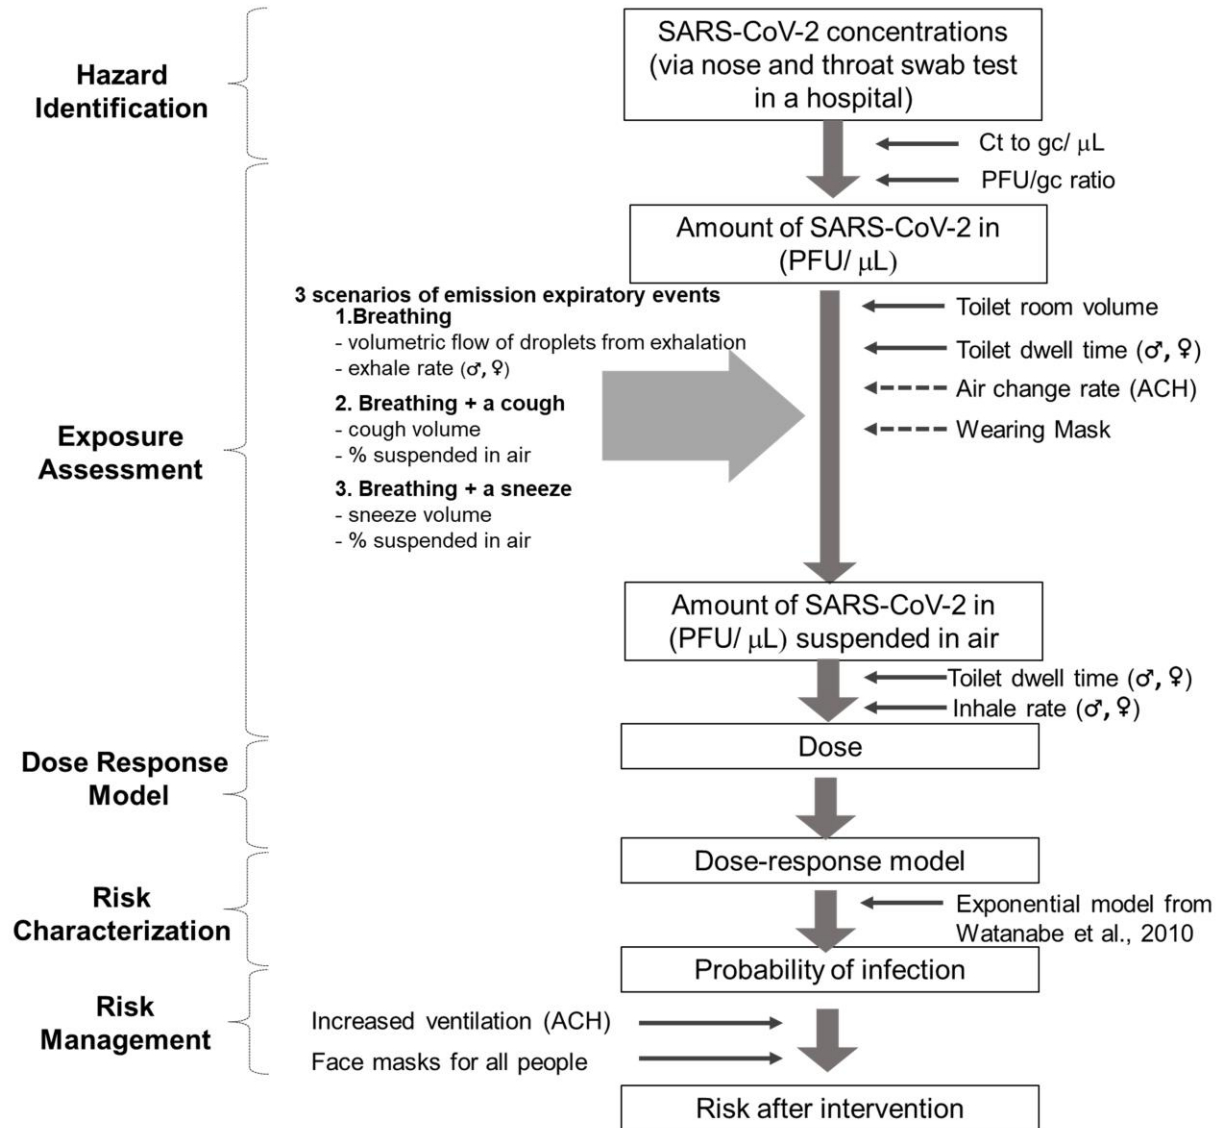 SARS-CoV-2 concentrations
(via nose and throat swab test
in a hospital)
Hazard
Identification
Ct to gc/ μL
PFU/gc ratio
Amount of SARS-CoV-2 in
(PFU/ μL)
3 scenarios of emission expiratory events
1.Breathing
- volumetric flow of droplets from exhalation
- exhale rate (♂, ♀)
2. Breathing + a cough
- cough volume
- % suspended in air
3. Breathing + a sneeze
- sneeze volume
- % suspended in air
Toilet room volume
Toilet dwell time (♂, ♀)
Air change rate (ACH)
Wearing Mask
Exposure
Assessment
Amount of SARS-CoV-2 in
(PFU/ μL) suspended in air
Toilet dwell time (♂, ♀)
Inhale rate (♂, ♀)
Dose
Dose Response
Model
Dose-response model
Risk
Characterization
Exponential model from
Watanabe et al., 2010
Probability of infection
Risk
Management
Increased ventilation (ACH)
Face masks for all people
Risk after intervention